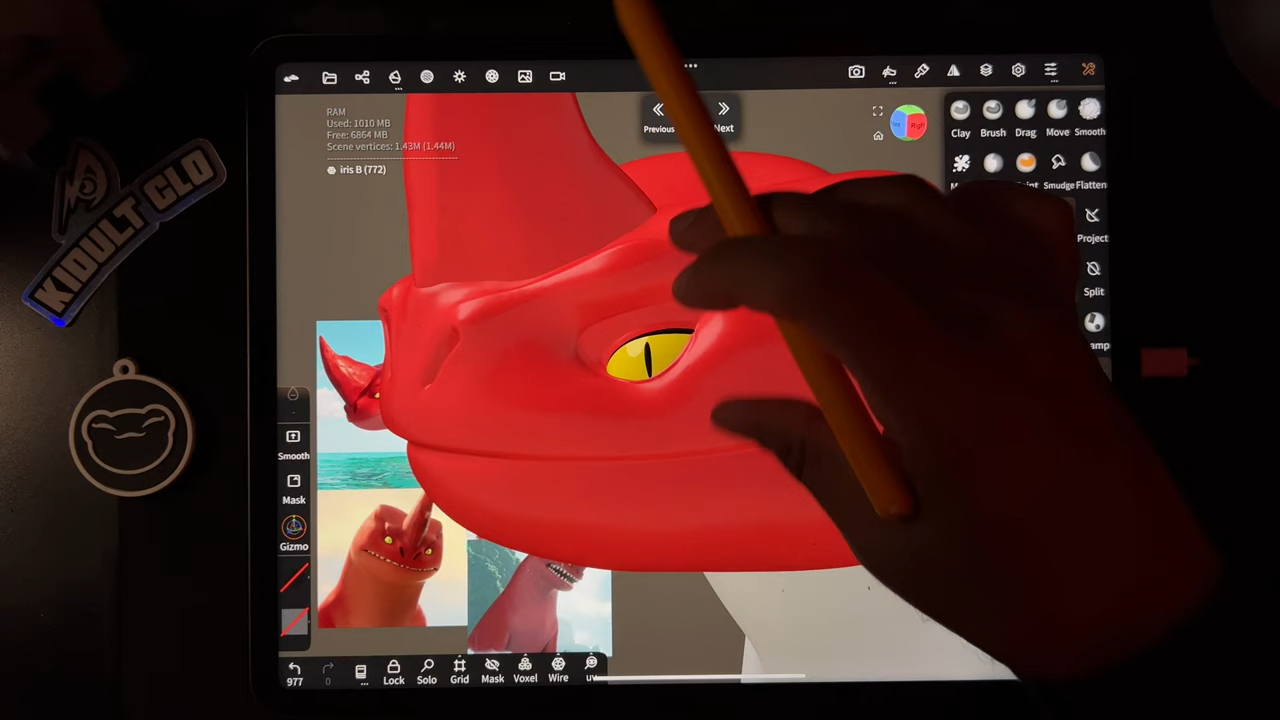 RAM
Used: 1010 MB
Free: 6864 MB
Scene vertices: 1.43M (1.44M)
iris B (772)
Previous
Next
Right
Clay
Brush
Drag
Move
Smooth
Smudge
Flatten
Project
Split
KIDULT CLO
Smooth
Mask
Gizmo
977
0
Lock
Solo
Grid
Mask
Voxel
Wire
uv